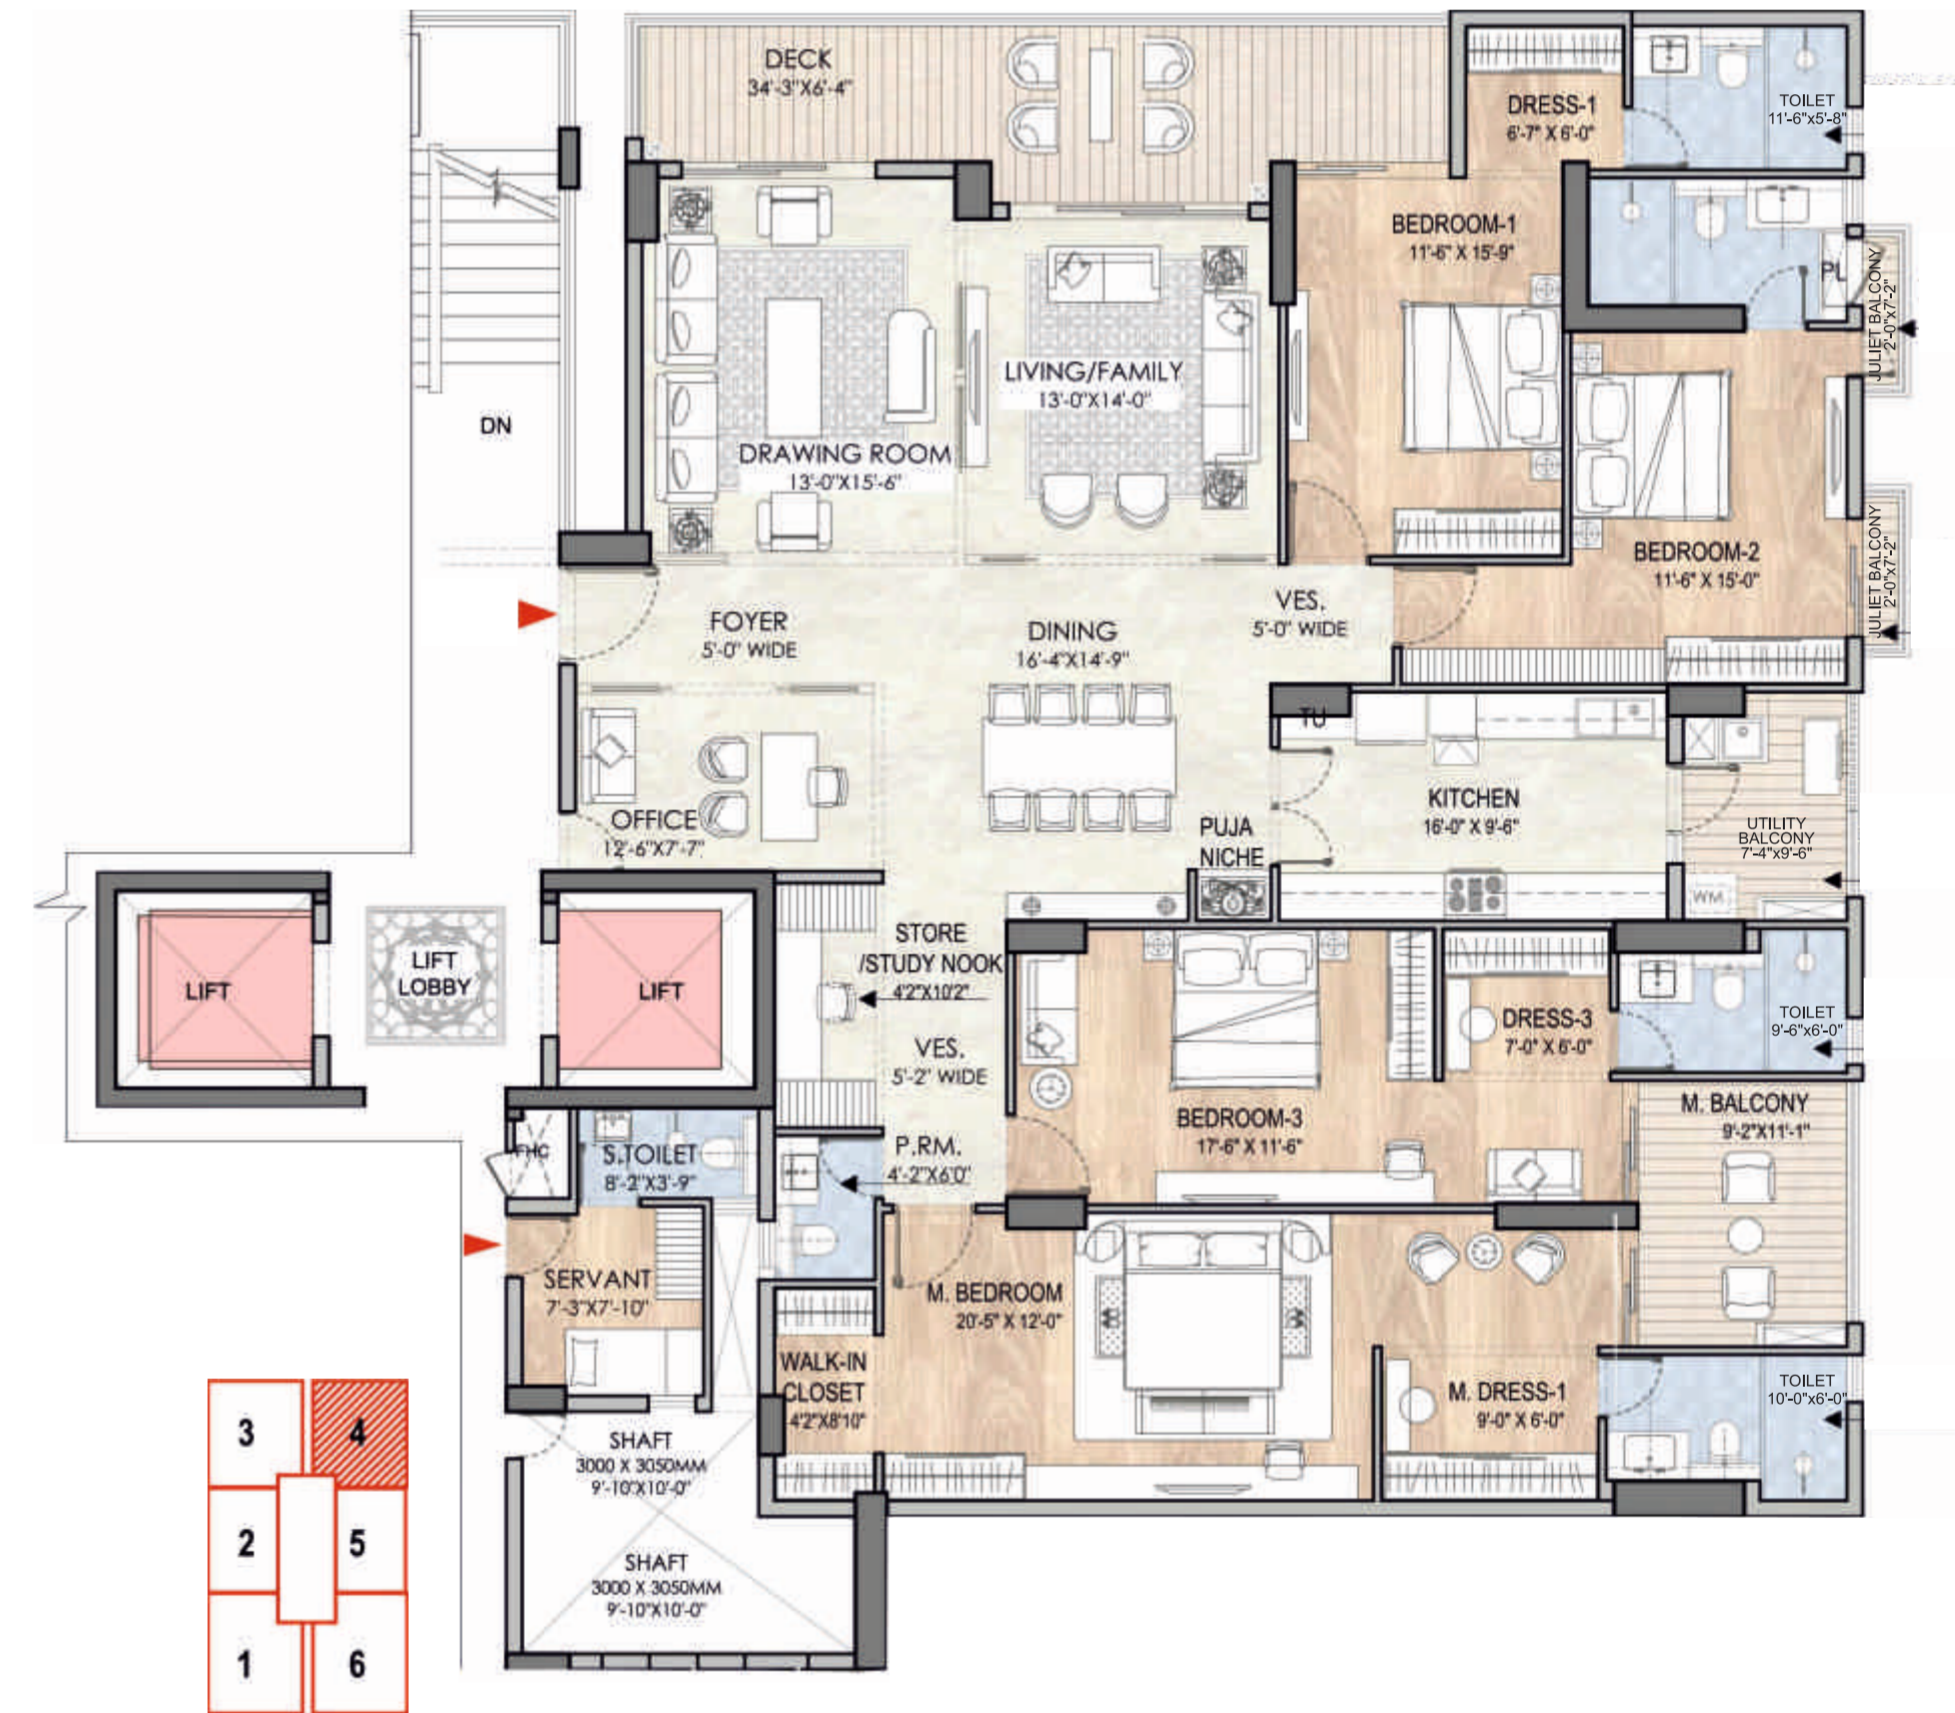 DECK
34'-3"X6'-4"
DRESS-1
6'-7" X 6'-0"
TOILET
11'-6"x5'-8"
BEDROOM-1
11'-6" X 15'-9"
PL
JULIET BALCONY
2'-0"x7'-2"
LIVING/FAMILY
13'-0"X14'-0"
DN
DRAWING ROOM
13'-0"X15'-6"
BEDROOM-2
11'-6" X 15'-0"
JULIET BALCONY
2'-0"x7'-2"
FOYER
5'-0" WIDE
DINING
16'-4"X14'-9"
VES.
5'-0" WIDE
TU
KITCHEN
16'-0" X 9'-6"
UTILITY
BALCONY
7'-4"x9'-6"
WM
OFFICE
12'-6"X7'-7"
PUJA
NICHE
LIFT
LIFT
LOBBY
LIFT
STORE
/STUDY NOOK
4'2"X10'2"
VES.
5'-2' WIDE
DRESS-3
7'-0" X 6'-0"
TOILET
9'-6"x6'-0"
BEDROOM-3
17'-6" X 11'-6"
M. BALCONY
9'-2"X11'-1"
FHC
S.TOILET
8'-2"X3'-9"
P.RM.
4'-2"X6'0"
SERVANT
7'-3"X7'-10"
M. BEDROOM
20'-5" X 12'-0"
WALK-IN
CLOSET
4'2"X8'10"
M. DRESS-1
9'-0" X 6'-0"
TOILET
10'-0"x6'-0"
SHAFT
3000 X 3050MM
9'-10"X10'-0"
SHAFT
3000 X 3050MM
9'-10"X10'-0"
3
4
2
5
1
6